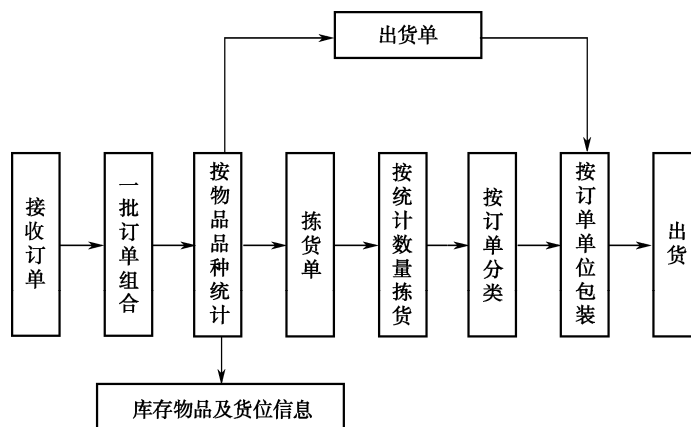 出货单
接收订单
一批订单组合
按物品品种统计
拣货单
按统计数量拣货
按订单分类
按订单单位包装
出货
库存物品及货位信息